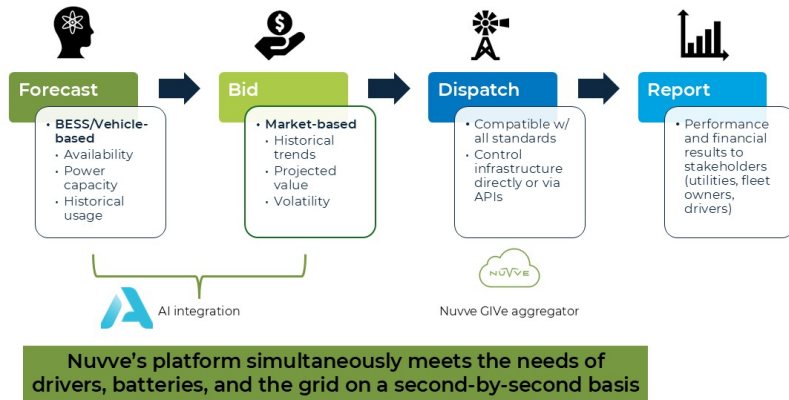 Forecast
BESS/Vehicle-
based
• Availability
• Power
capacity
• Historical
usage
Bid
• Market-based
• Historical
trends
• Projected
value
• Volatility
Dispatch
• Compatible w/
all standards
• Control
infrastructure
directly or via
APIs
Report
• Performance
and financial
results to
stakeholders
(utilities, fleet
owners,
drivers)
$
AI integration
NUVVE
Nuvve GIVe aggregator
Nuvve’s platform simultaneously meets the needs of
drivers, batteries, and the grid on a second-by-second basis